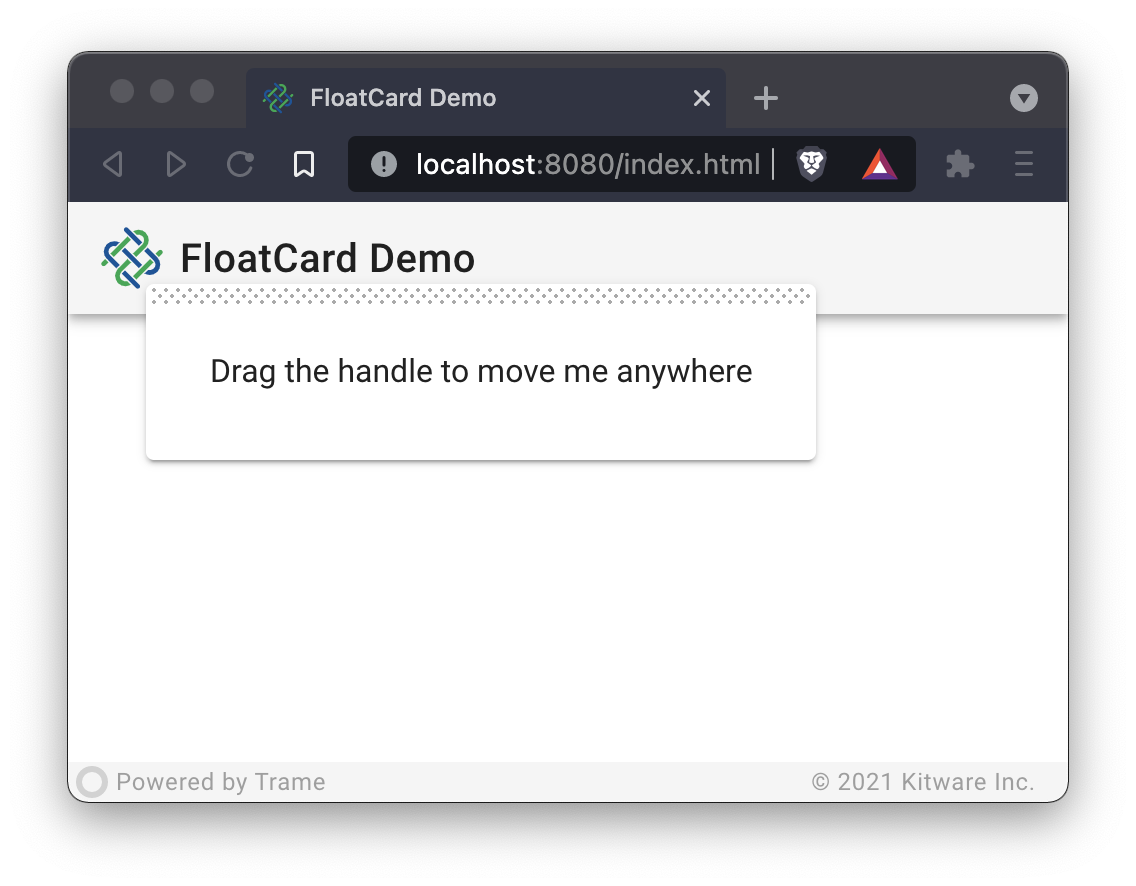 FloatCard Demo
localhost:8080/index.html
FloatCard Demo
Drag the handle to move me anywhere
Powered by Trame
© 2021 Kitware Inc.